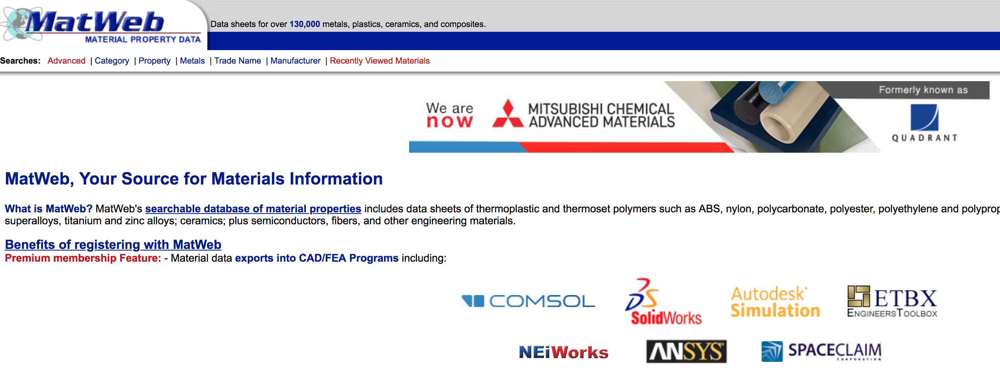 MatWeb
MATERIAL PROPERTY DATA
Data sheets for over 130,000 metals, plastics, ceramics, and composites.
Searches: Advanced | Category | Property | Metals | Trade Name | Manufacturer | Recently Viewed Materials
We are
now
MITSUBISHI CHEMICAL
ADVANCED MATERIALS
Formerly known as
QUADRANT
MatWeb, Your Source for Materials Information
What is MatWeb? MatWeb's searchable database of material properties includes data sheets of thermoplastic and thermoset polymers such as ABS, nylon, polycarbonate, polyester, polyethylene and polyprop
superalloys, titanium and zinc alloys; ceramics; plus semiconductors, fibers, and other engineering materials.
Benefits of registering with MatWeb
Premium membership Feature: - Material data exports into CAD/FEA Programs including:
COMSOL
DS
SolidWorks
Autodesk
Simulation
ETBX
ENGINEERSTOOLBOX
NEiWorks
ANSYS®
SPACECLAIM
CORPORATION